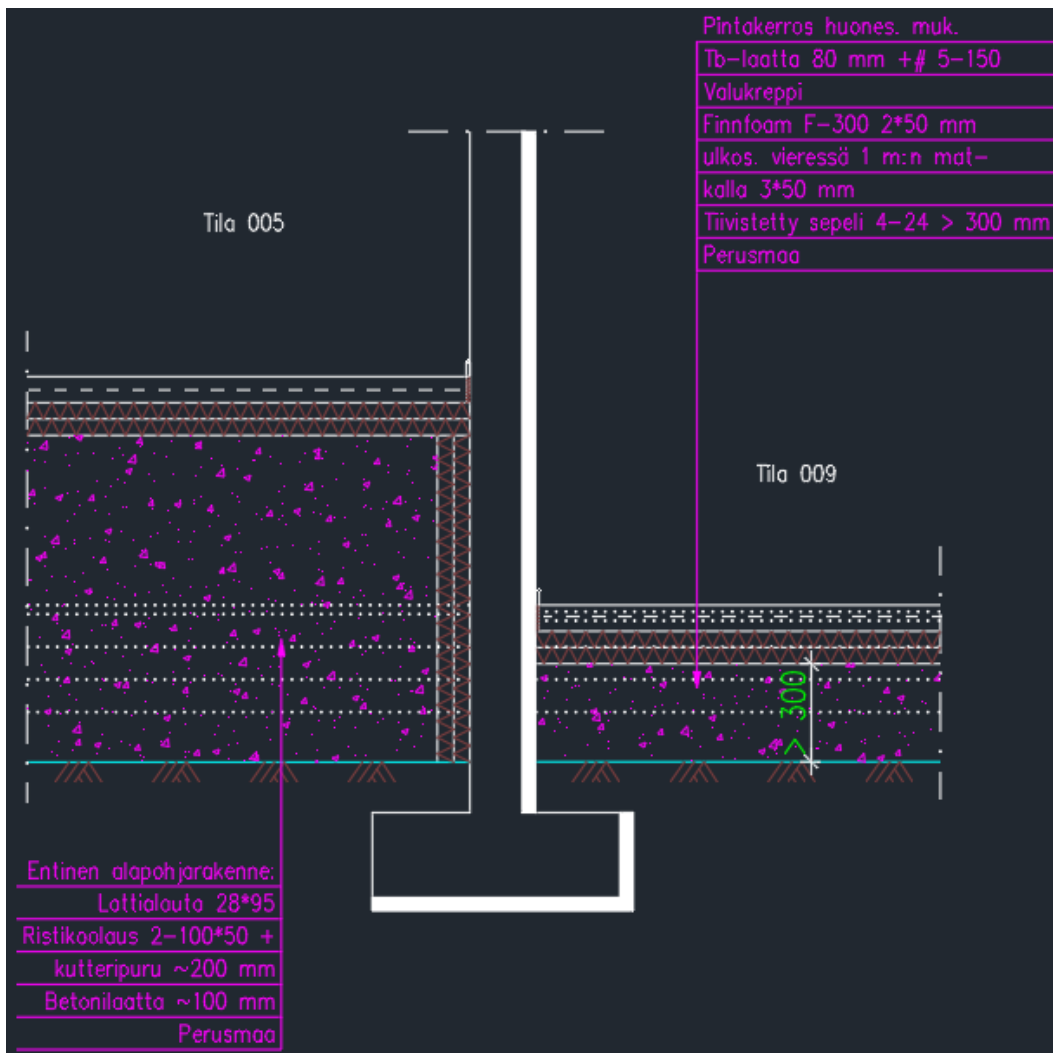 Pintakerros huones. muk.
Tb-laatta 80 mm +# 5-150
Valukreppi
Finnfoam F-300 2*50 mm
ulkos. vieressä 1 m:n mat-
kalla 3*50 mm
Tiivistetty sepeli 4-24 > 300 mm
Perusmaa
Tila 005
Tila 009
> 300
Entinen alapohjarakenne:
Lattialauta 28*95
Ristikoolaus 2-100*50 +
kutteripuru ~200 mm
Betonilaatta ~100 mm
Perusmaa